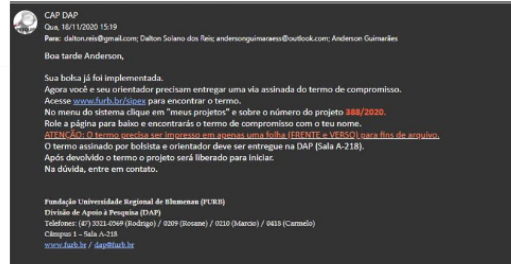 CAP DAP
Qua, 18/11/2020 15:19
Para: dalton.reis@gmail.com; Dalton Solano dos Reis; andersonguimaraess@outlook.com; Anderson Guimarães
Boa tarde Anderson,
Sua bolsa já foi implementada.
Agora você e seu orientador precisam entregar uma via assinada do termo de compromisso.
Acesse www.furb.br/sipex para encontrar o termo.
No menu do sistema clique em "meus projetos" e sobre o número do projeto 388/2020.
Role a página para baixo e encontrarás o termo de compromisso com o teu nome.
ATENÇÃO: O termo precisa ser impresso em apenas uma folha (FRENTE e VERSO) para fins de arquivo.
O termo assinado por bolsista e orientador deve ser entregue na DAP (Sala A-218).
Após devolvido o termo o projeto será liberado para iniciar.
Na dúvida, entre em contato.
Fundação Universidade Regional de Blumenau (FURB)
Divisão de Apoio à Pesquisa (DAP)
Telefones: (47) 3321-0569 (Rodrigo) / 0209 (Rosane) / 0210 (Marcio) / 0418 (Carmelo)
Câmpus 1 – Sala A-218
www.furb.br / dap@furb.br